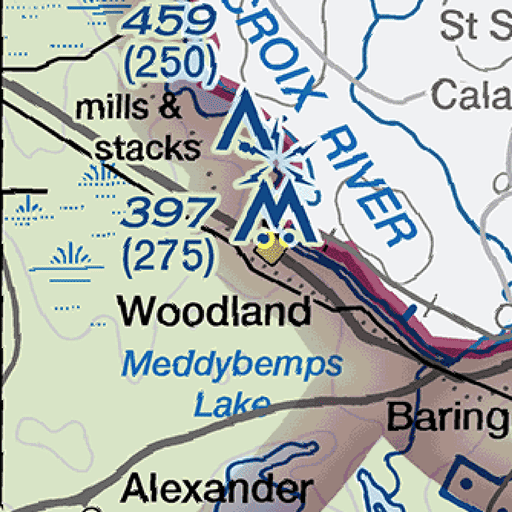 459
(250)
CROIX RIVER
St S
Cala
mills &
stacks
397
(275)
Woodland
Meddybemps
Lake
Baring
Alexander